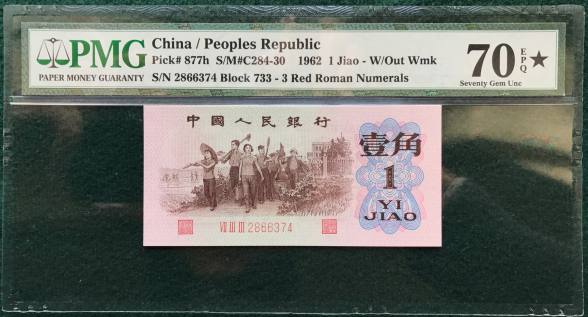 PMG
PAPER MONEY GUARANTY
China / Peoples Republic
Pick# 877h S/M#C284-30 1962 1 Jiao - W/Out Wmk
S/N 2866374 Block 733 - 3 Red Roman Numerals
70 EPQ ★
Seventy Gem Unc
中國人民銀行
壹角
1
YI
JIAO
VII III III 2866374